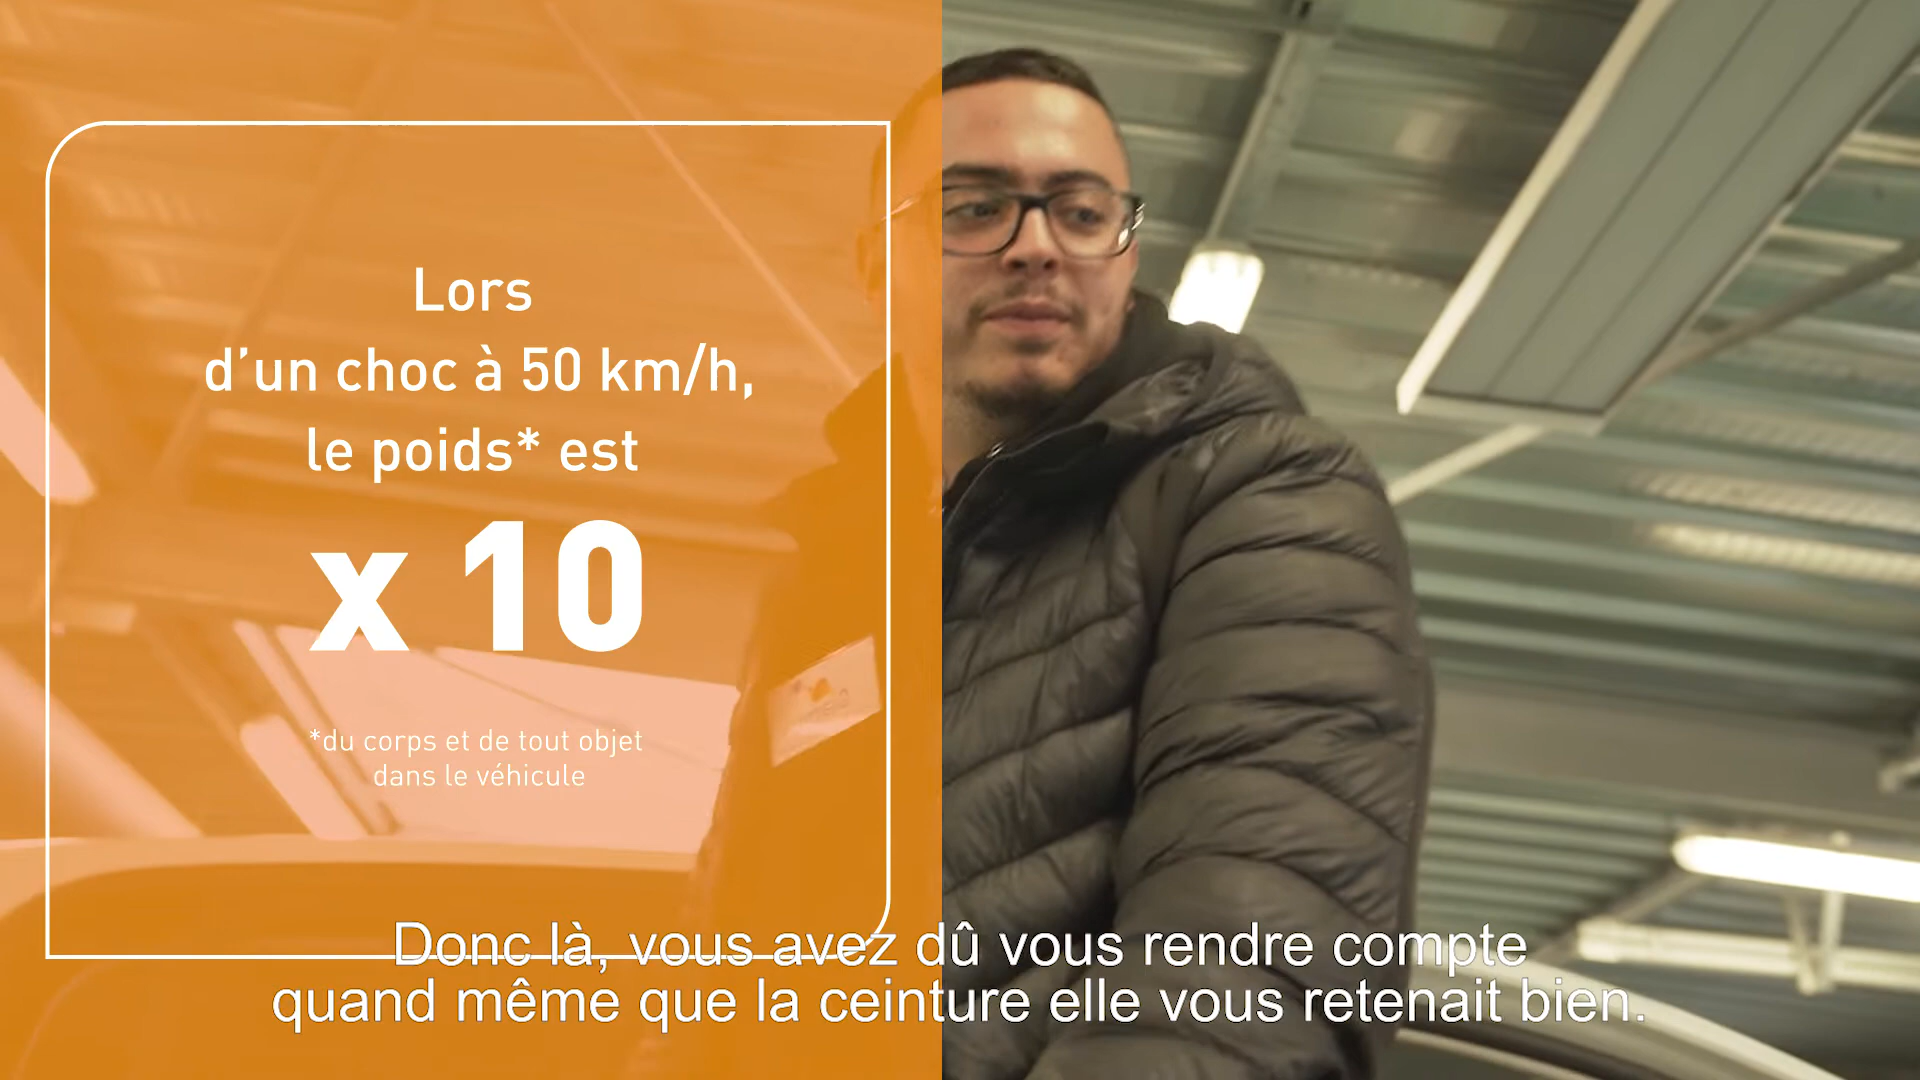 Lors
d’un choc à 50 km/h,
le poids* est
x 10
*du corps et de tout objet
dans le véhicule
Donc là, vous avez dû vous rendre compte
quand même que la ceinture elle vous retenait bien.